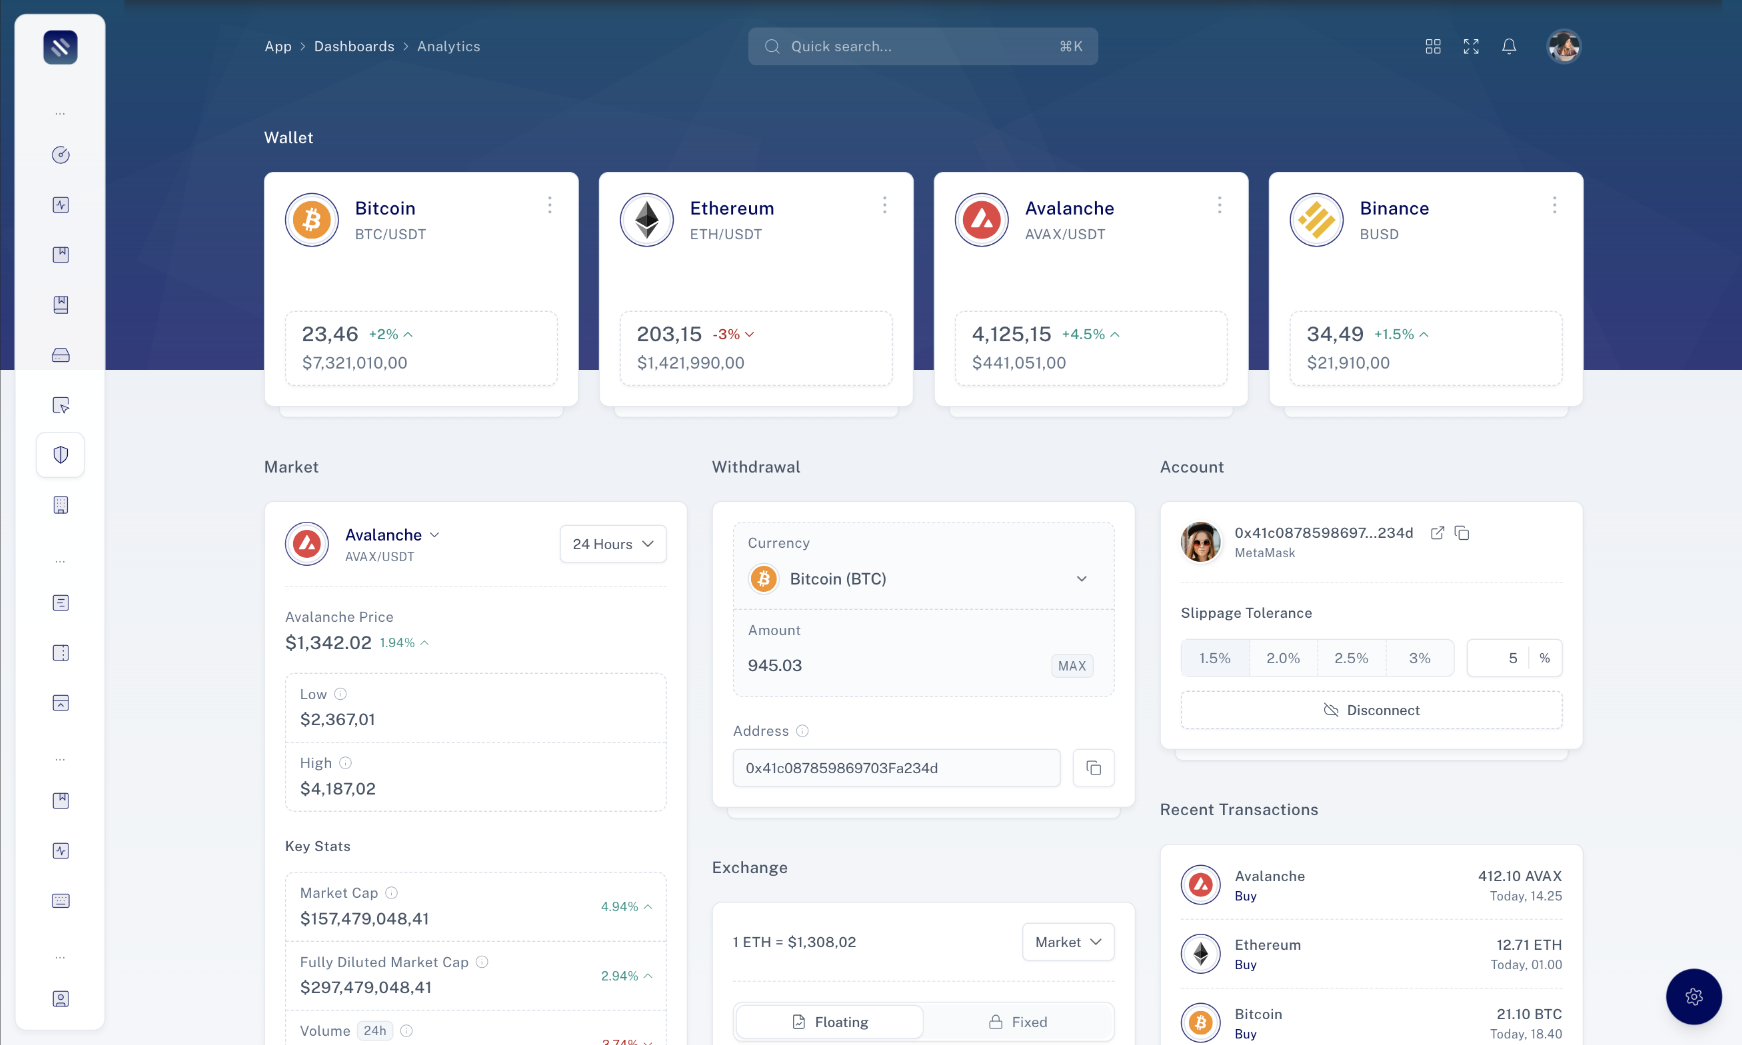 App > Dashboards > Analytics
Quick search... ⌘K
...
Wallet
Bitcoin
BTC/USDT
23,46 +2%
$7,321,010,00
Ethereum
ETH/USDT
203,15 -3%
$1,421,990,00
Avalanche
AVAX/USDT
4,125,15 +4.5%
$441,051,00
Binance
BUSD
34,49 +1.5%
$21,910,00
Market
Avalanche
AVAX/USDT
24 Hours
Avalanche Price
$1,342.02 1.94%
Low
$2,367,01
High
$4,187,02
Key Stats
Market Cap
$157,479,048,41
4.94%
Fully Diluted Market Cap
$297,479,048,41
2.94%
Volume 24h
3.74%
Withdrawal
Currency
Bitcoin (BTC)
Amount
945.03
MAX
Address
0x41c087859869703Fa234d
Exchange
1 ETH = $1,308,02
Market
Floating
Fixed
Account
0x41c0878598697...234d
MetaMask
Slippage Tolerance
1.5% 2.0% 2.5% 3% 5 %
Disconnect
Recent Transactions
Avalanche 412.10 AVAX
Buy Today, 14.25
Ethereum 12.71 ETH
Buy Today, 01.00
Bitcoin 21.10 BTC
Buy Today, 18.40
...
...
...